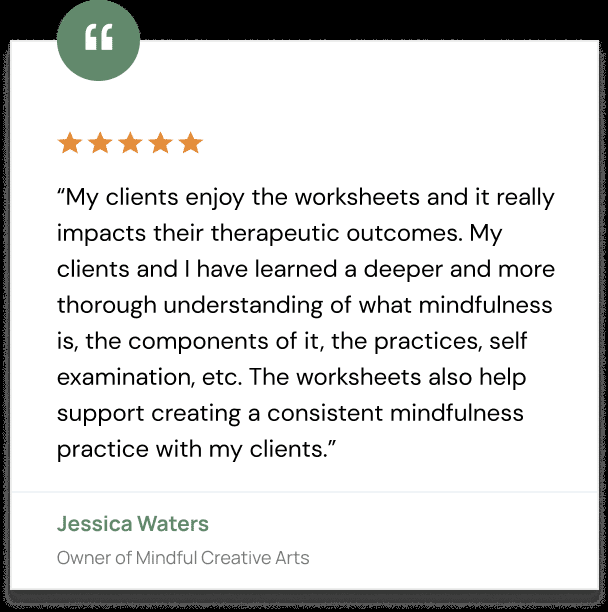 “My clients enjoy the worksheets and it really
impacts their therapeutic outcomes. My
clients and I have learned a deeper and more
thorough understanding of what mindfulness
is, the components of it, the practices, self
examination, etc. The worksheets also help
support creating a consistent mindfulness
practice with my clients.”
Jessica Waters
Owner of Mindful Creative Arts